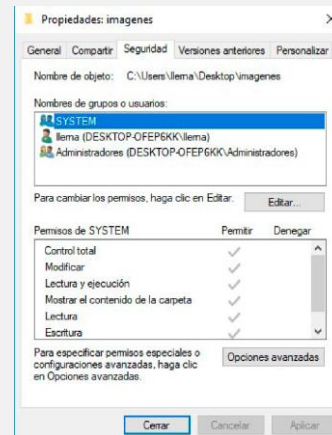 Propiedades: imagenes
General Compartir Seguridad Versiones anteriores Personalizar
Nombre de objeto: C:\Users\llema\Desktop\imagenes
Nombres de grupos o usuarios:
SYSTEM
llema (DESKTOP-OFEP6KK\llema)
Administradores (DESKTOP-OFEP6KK\Administradores)
Para cambiar los permisos, haga clic en Editar.
Editar...
Permisos de SYSTEM Permitir Denegar
Control total
Modificar
Lectura y ejecución
Mostrar el contenido de la carpeta
Lectura
Escritura
Para especificar permisos especiales o
configuraciones avanzadas, haga clic
en Opciones avanzadas.
Opciones avanzadas
Cerrar Cancelar Aplicar